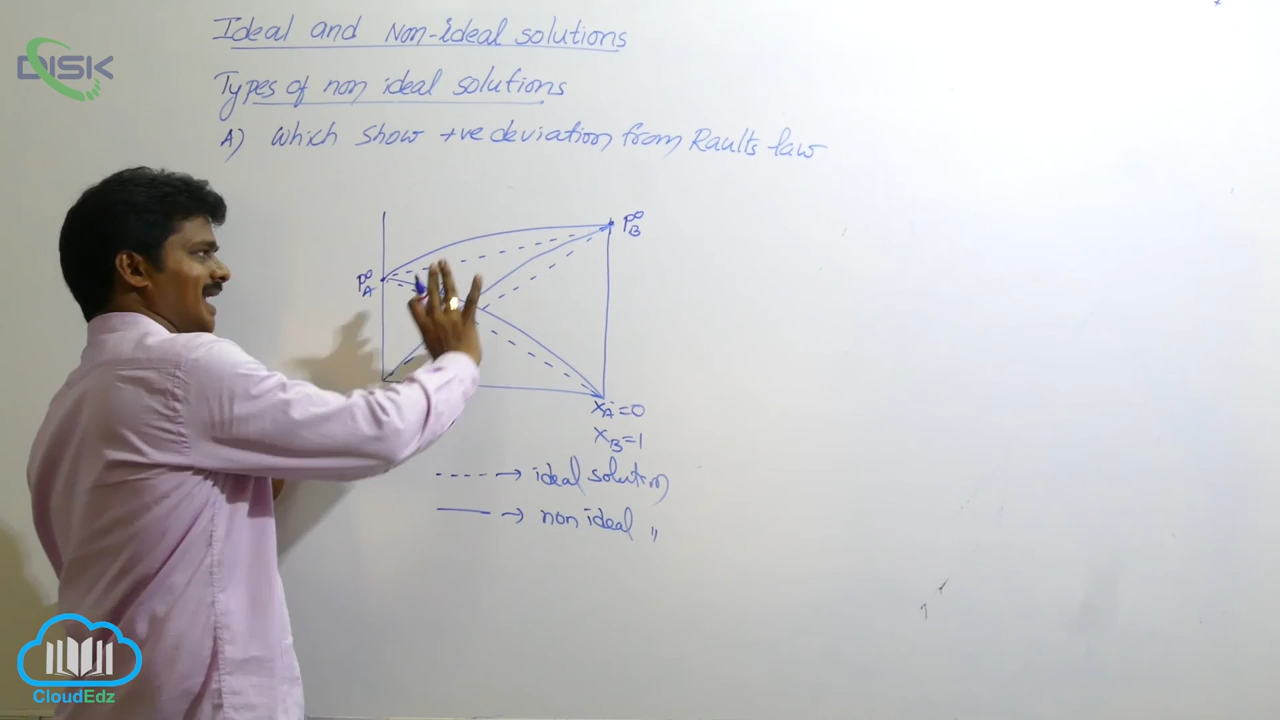 Ideal and Non-ideal solutions
DISK
Types of non ideal solutions
A) Which show +ve deviation from Raults law
P°B
P°A
XA=0
XB=1
----→ ideal solution
—→ non ideal "
CloudEdz